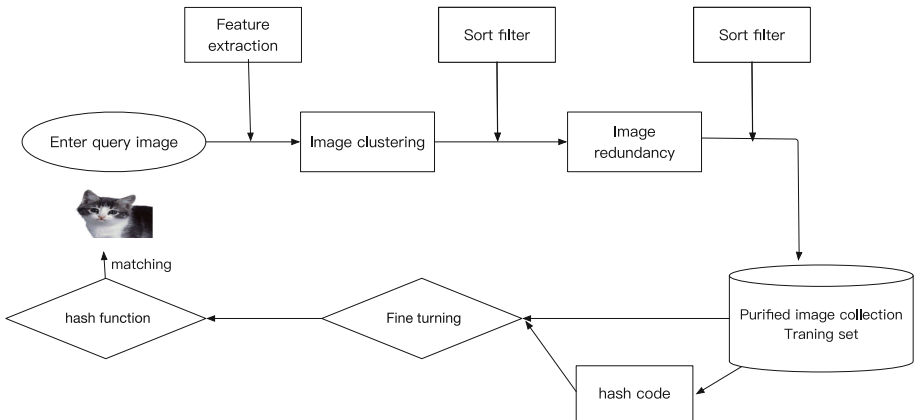 Feature
extraction
Sort filter
Sort filter
Enter query image
Image clustering
Image
redundancy
matching
hash function
Fine turning
Purified image collection
Traning set
hash code